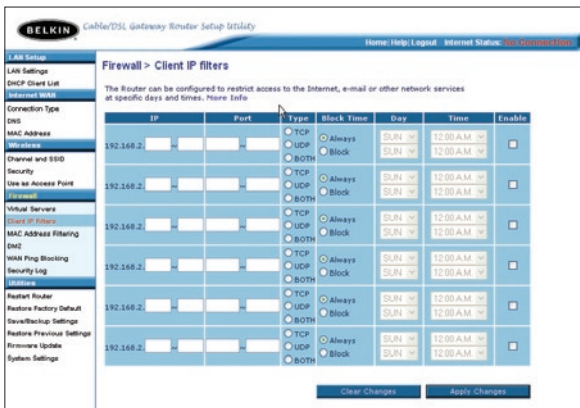 BELKIN Cable/DSL Gateway Router Setup Utility
Home| Help| Logout Internet Status: No Connection
LAN Setup
LAN Settings
DHCP Client List
Internet WAN
Connection Type
DNS
MAC Address
Wireless
Channel and SSID
Security
Use as Access Point
Firewall
Virtual Servers
Client IP Filters
MAC Address Filtering
DMZ
WAN Ping Blocking
Security Log
Utilities
Restart Router
Restore Factory Default
Save/Backup Settings
Restore Previous Settings
Firmware Update
System Settings
Firewall > Client IP filters
The Router can be configured to restrict access to the Internet, e-mail or other network services
at specific days and times. More Info
IP Port Type Block Time Day Time Enable
192.168.2. ~ ~ TCP UDP BOTH Always Block SUN SUN 12:00 A.M. 12:00 A.M.
192.168.2. ~ ~ TCP UDP BOTH Always Block SUN SUN 12:00 A.M. 12:00 A.M.
192.168.2. ~ ~ TCP UDP BOTH Always Block SUN SUN 12:00 A.M. 12:00 A.M.
192.168.2. ~ ~ TCP UDP BOTH Always Block SUN SUN 12:00 A.M. 12:00 A.M.
192.168.2. ~ ~ TCP UDP BOTH Always Block SUN SUN 12:00 A.M. 12:00 A.M.
192.168.2. ~ ~ TCP UDP BOTH Always Block SUN SUN 12:00 A.M. 12:00 A.M.
Clear Changes Apply Changes